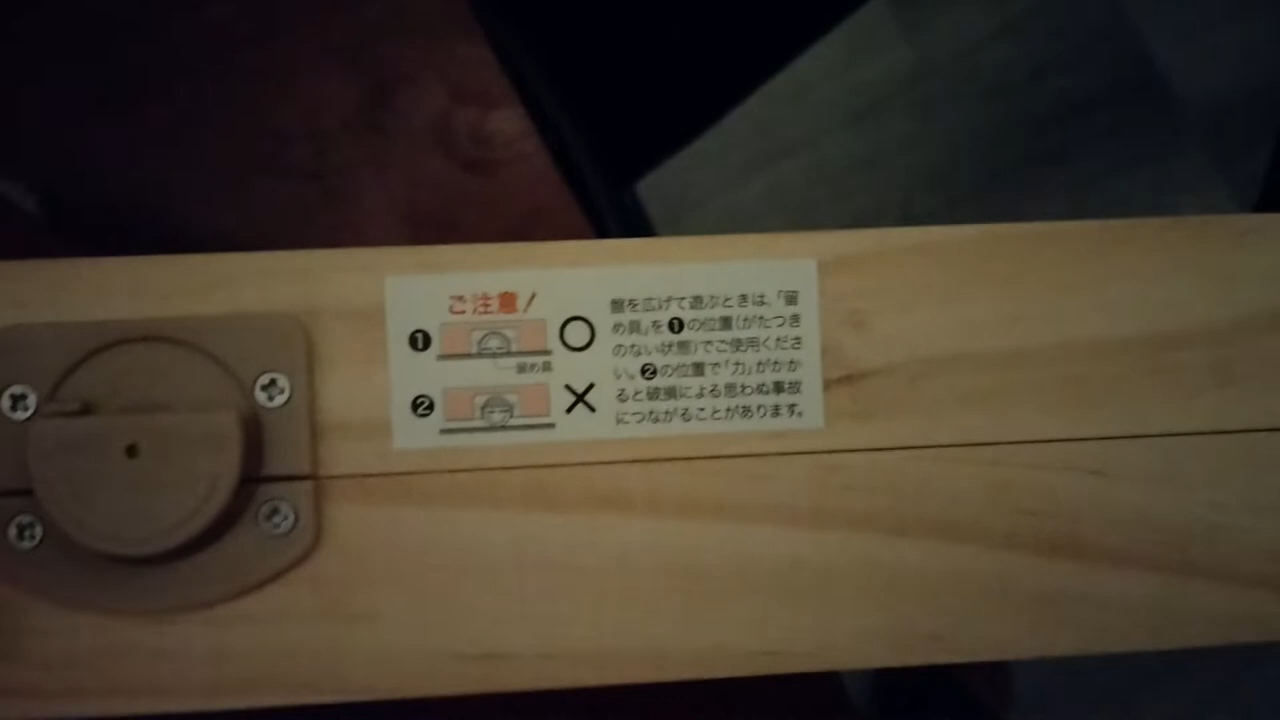 ご注意!
❶ ○
留め具
❷ ×
盤を広げて遊ぶときは、「留
め具」を❶の位置(がたつき
のない状態)でご使用くださ
い。❷の位置で「力」がかか
ると破損による思わぬ事故
につながることがあります。